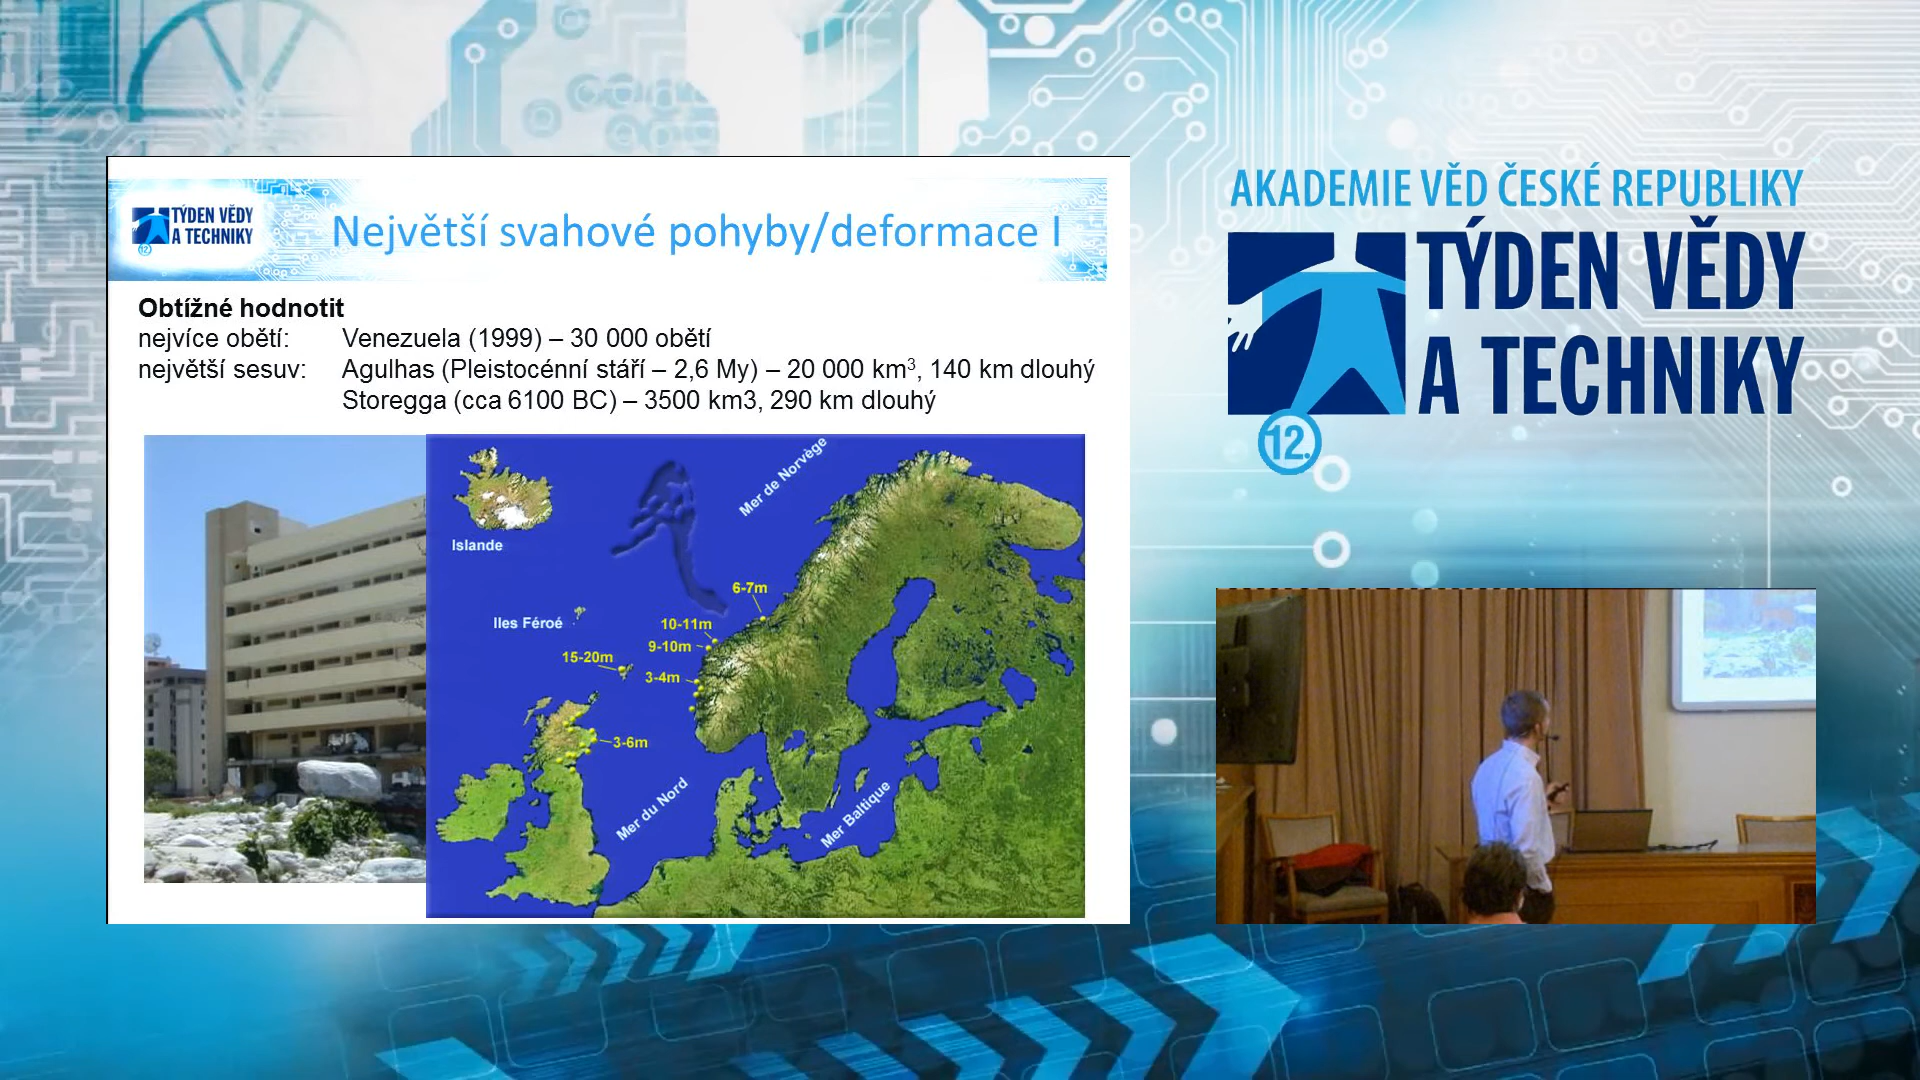 TÝDEN VĚDY
A TECHNIKY
12.
Největší svahové pohyby/deformace I
Obtížné hodnotit
nejvíce obětí: Venezuela (1999) – 30 000 obětí
největší sesuv: Agulhas (Pleistocénní stáří – 2,6 My) – 20 000 km³, 140 km dlouhý
Storegga (cca 6100 BC) – 3500 km3, 290 km dlouhý
Mer de Norvège
Islande
6-7m
Iles Féroé
10-11m
9-10m
15-20m
3-4m
3-6m
Mer du Nord
Mer Baltique
AKADEMIE VĚD ČESKÉ REPUBLIKY
TÝDEN VĚDY
A TECHNIKY
12.